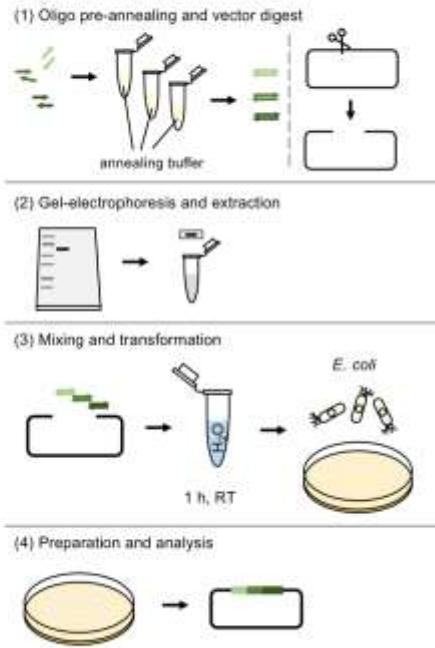 (1) Oligo pre-annealing and vector digest
annealing buffer
(2) Gel-electrophoresis and extraction
(3) Mixing and transformation
E. coli
1 h, RT
(4) Preparation and analysis